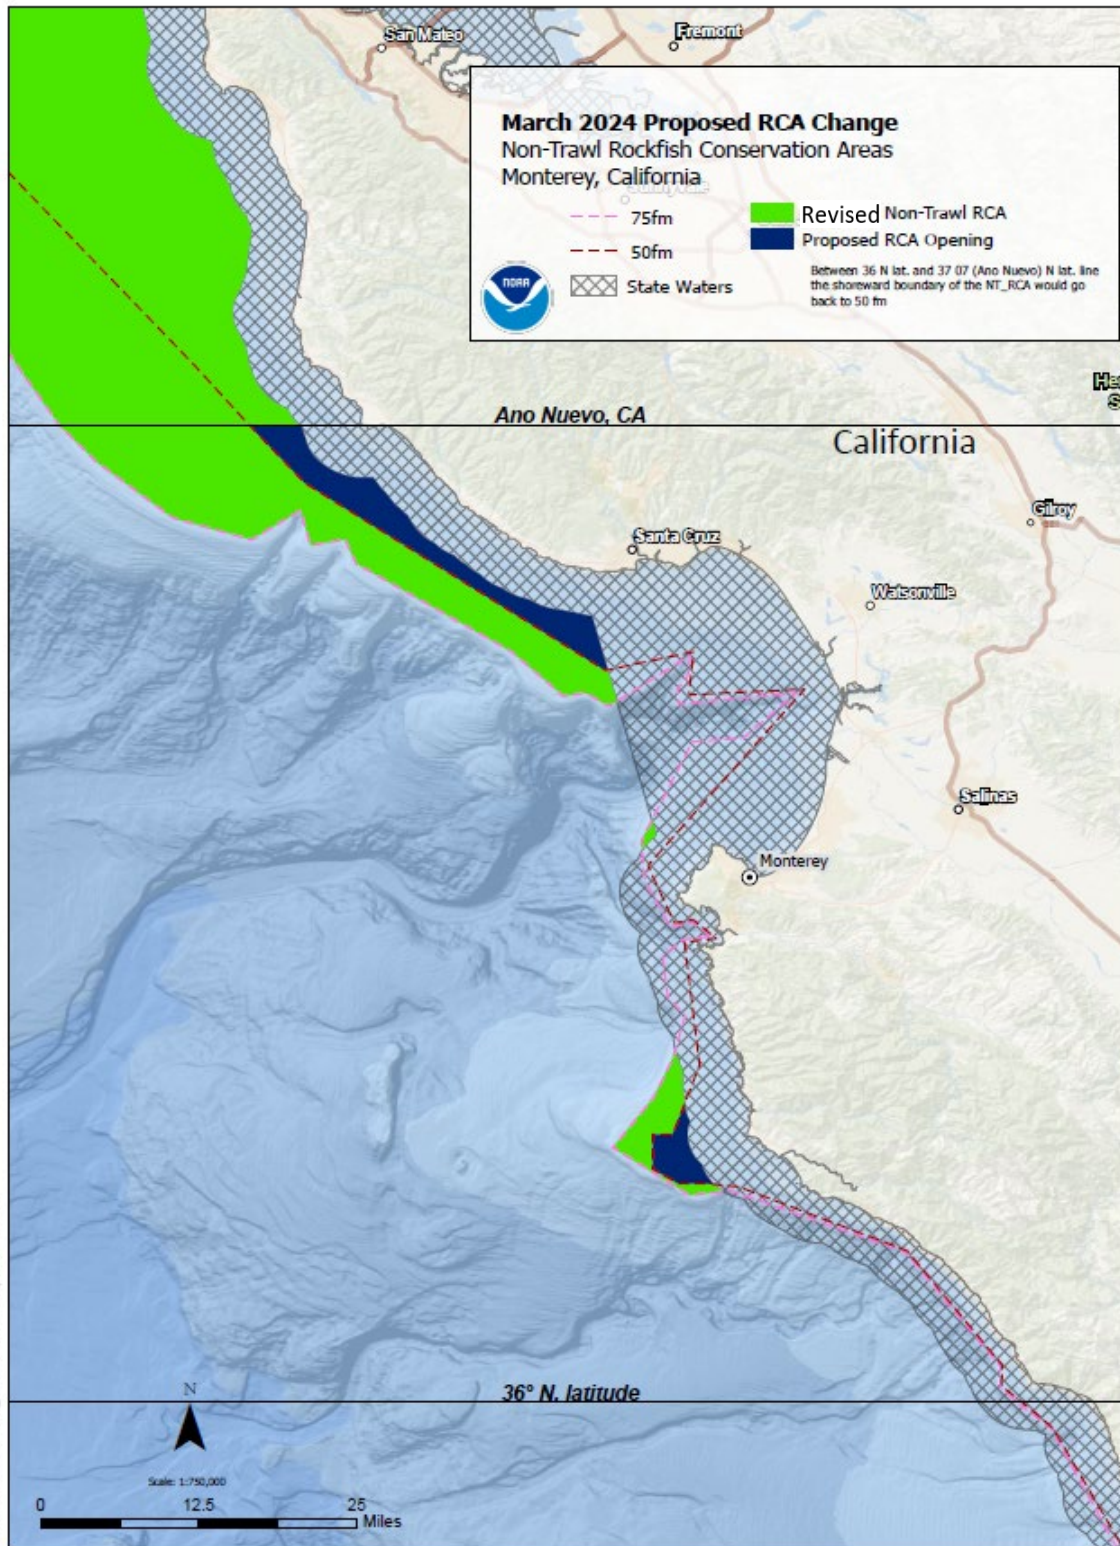 San Mateo
Fremont
March 2024 Proposed RCA Change
Non-Trawl Rockfish Conservation Areas
Monterey, California
75fm
50fm
State Waters
Revised Non-Trawl RCA
Proposed RCA Opening
Between 36 N lat. and 37 07 (Ano Nuevo) N lat. line
the shoreward boundary of the NT_RCA would go
back to 50 fm
NOAA
Ano Nuevo, CA
California
Gilroy
Santa Cruz
Watsonville
Salinas
Monterey
36° N. latitude
N
Scale: 1:750,000
0 12.5 25
Miles